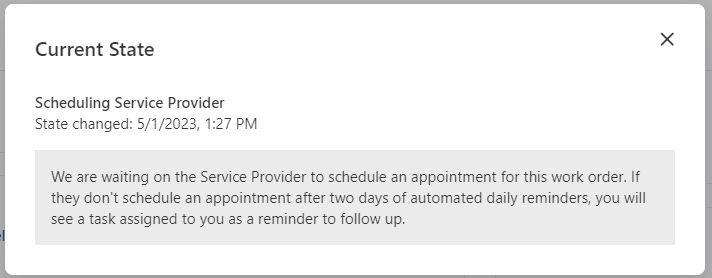 Current State
Scheduling Service Provider
State changed: 5/1/2023, 1:27 PM
We are waiting on the Service Provider to schedule an appointment for this work order. If
they don't schedule an appointment after two days of automated daily reminders, you will
see a task assigned to you as a reminder to follow up.